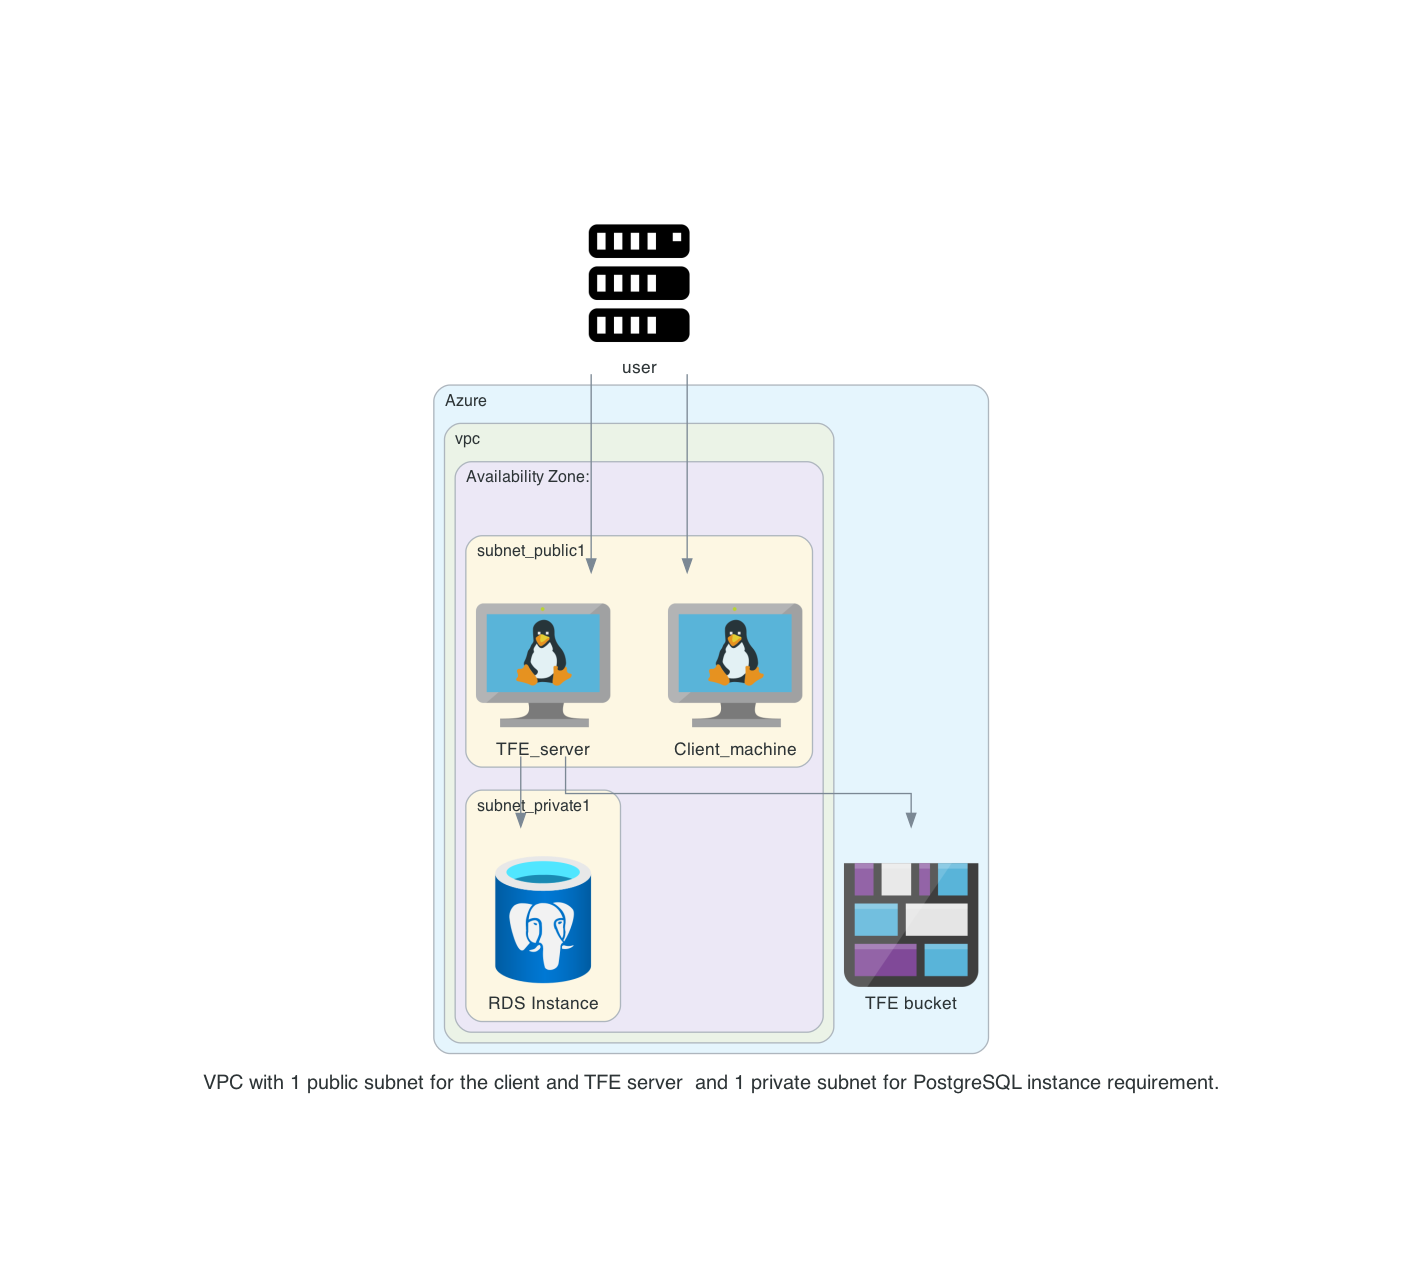 user
Azure
vpc
Availability Zone:
subnet_public1
TFE_server
Client_machine
subnet_private1
RDS Instance
TFE bucket
VPC with 1 public subnet for the client and TFE server  and 1 private subnet for PostgreSQL instance requirement.